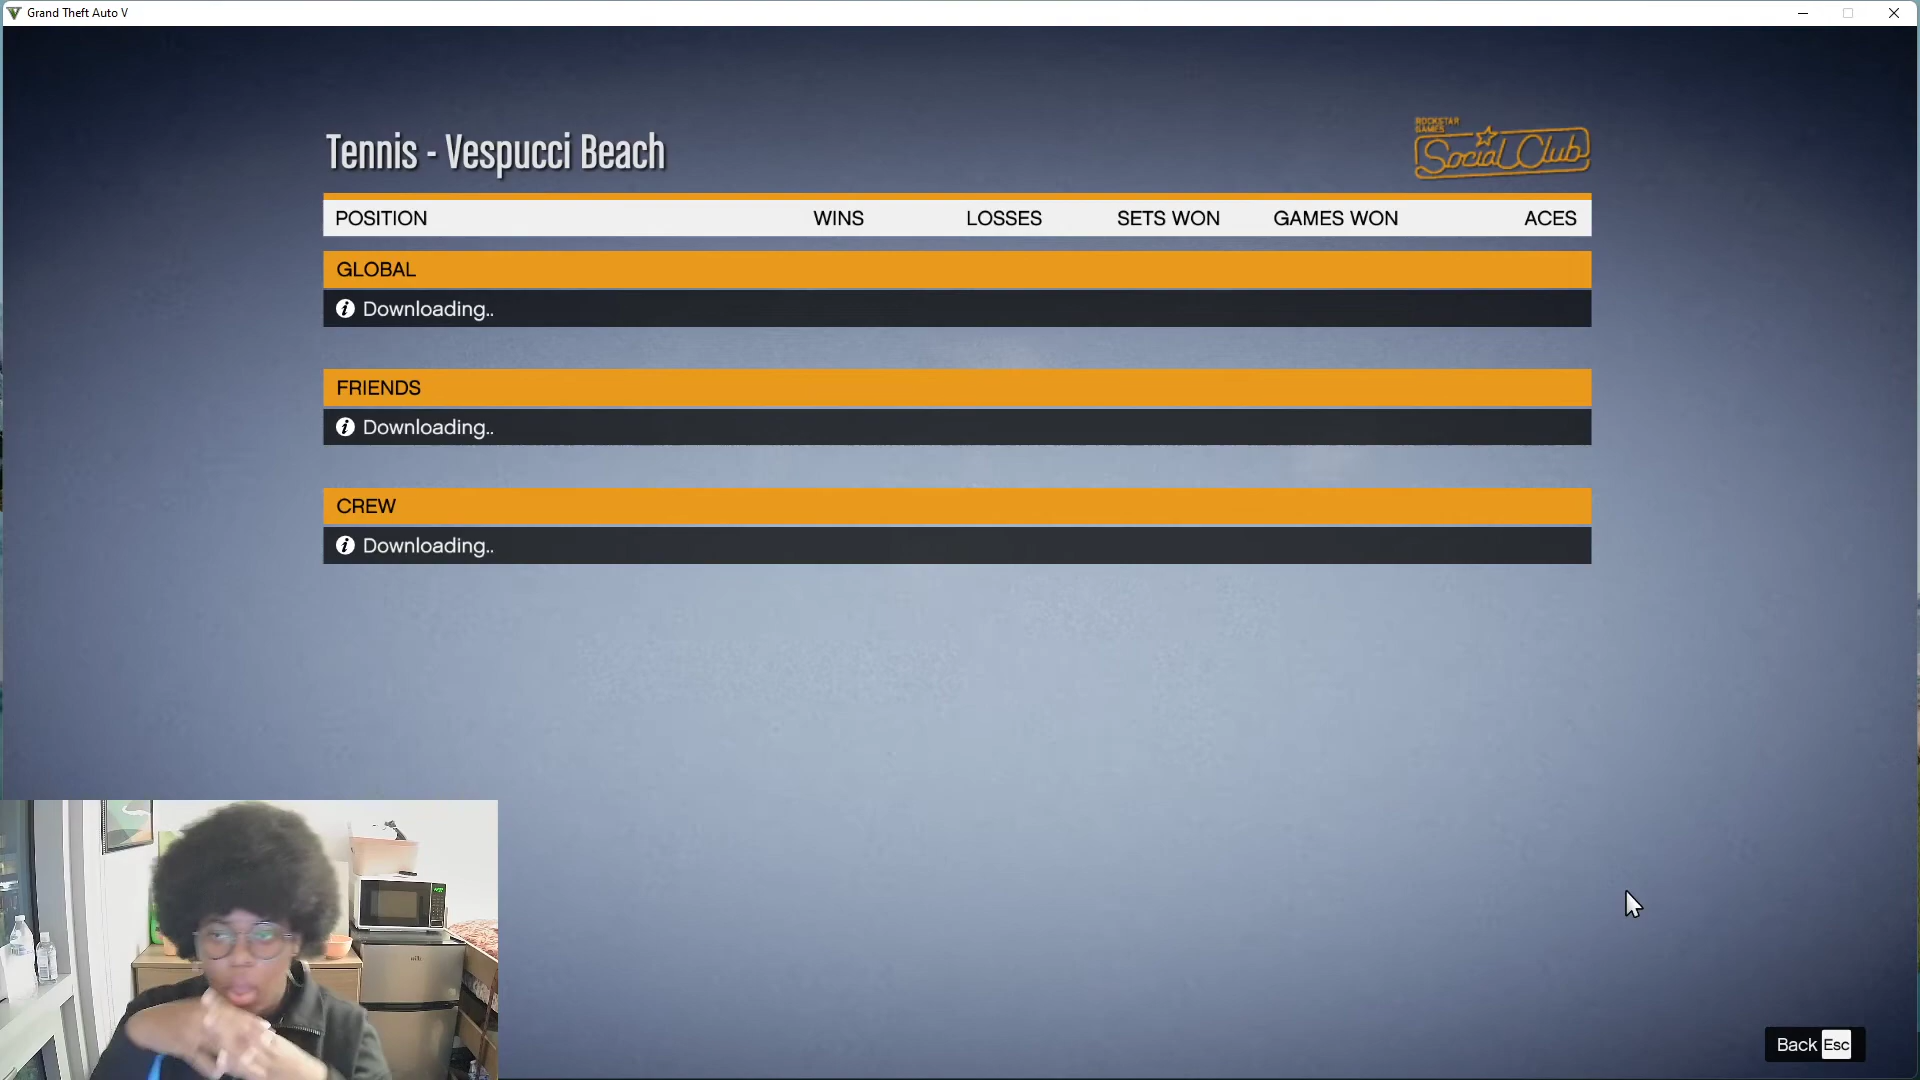 Grand Theft Auto V
Tennis - Vespucci Beach
ROCKSTAR
GAMES
Social Club
POSITION WINS LOSSES SETS WON GAMES WON ACES
GLOBAL
Downloading..
FRIENDS
Downloading..
CREW
Downloading..
Back Esc